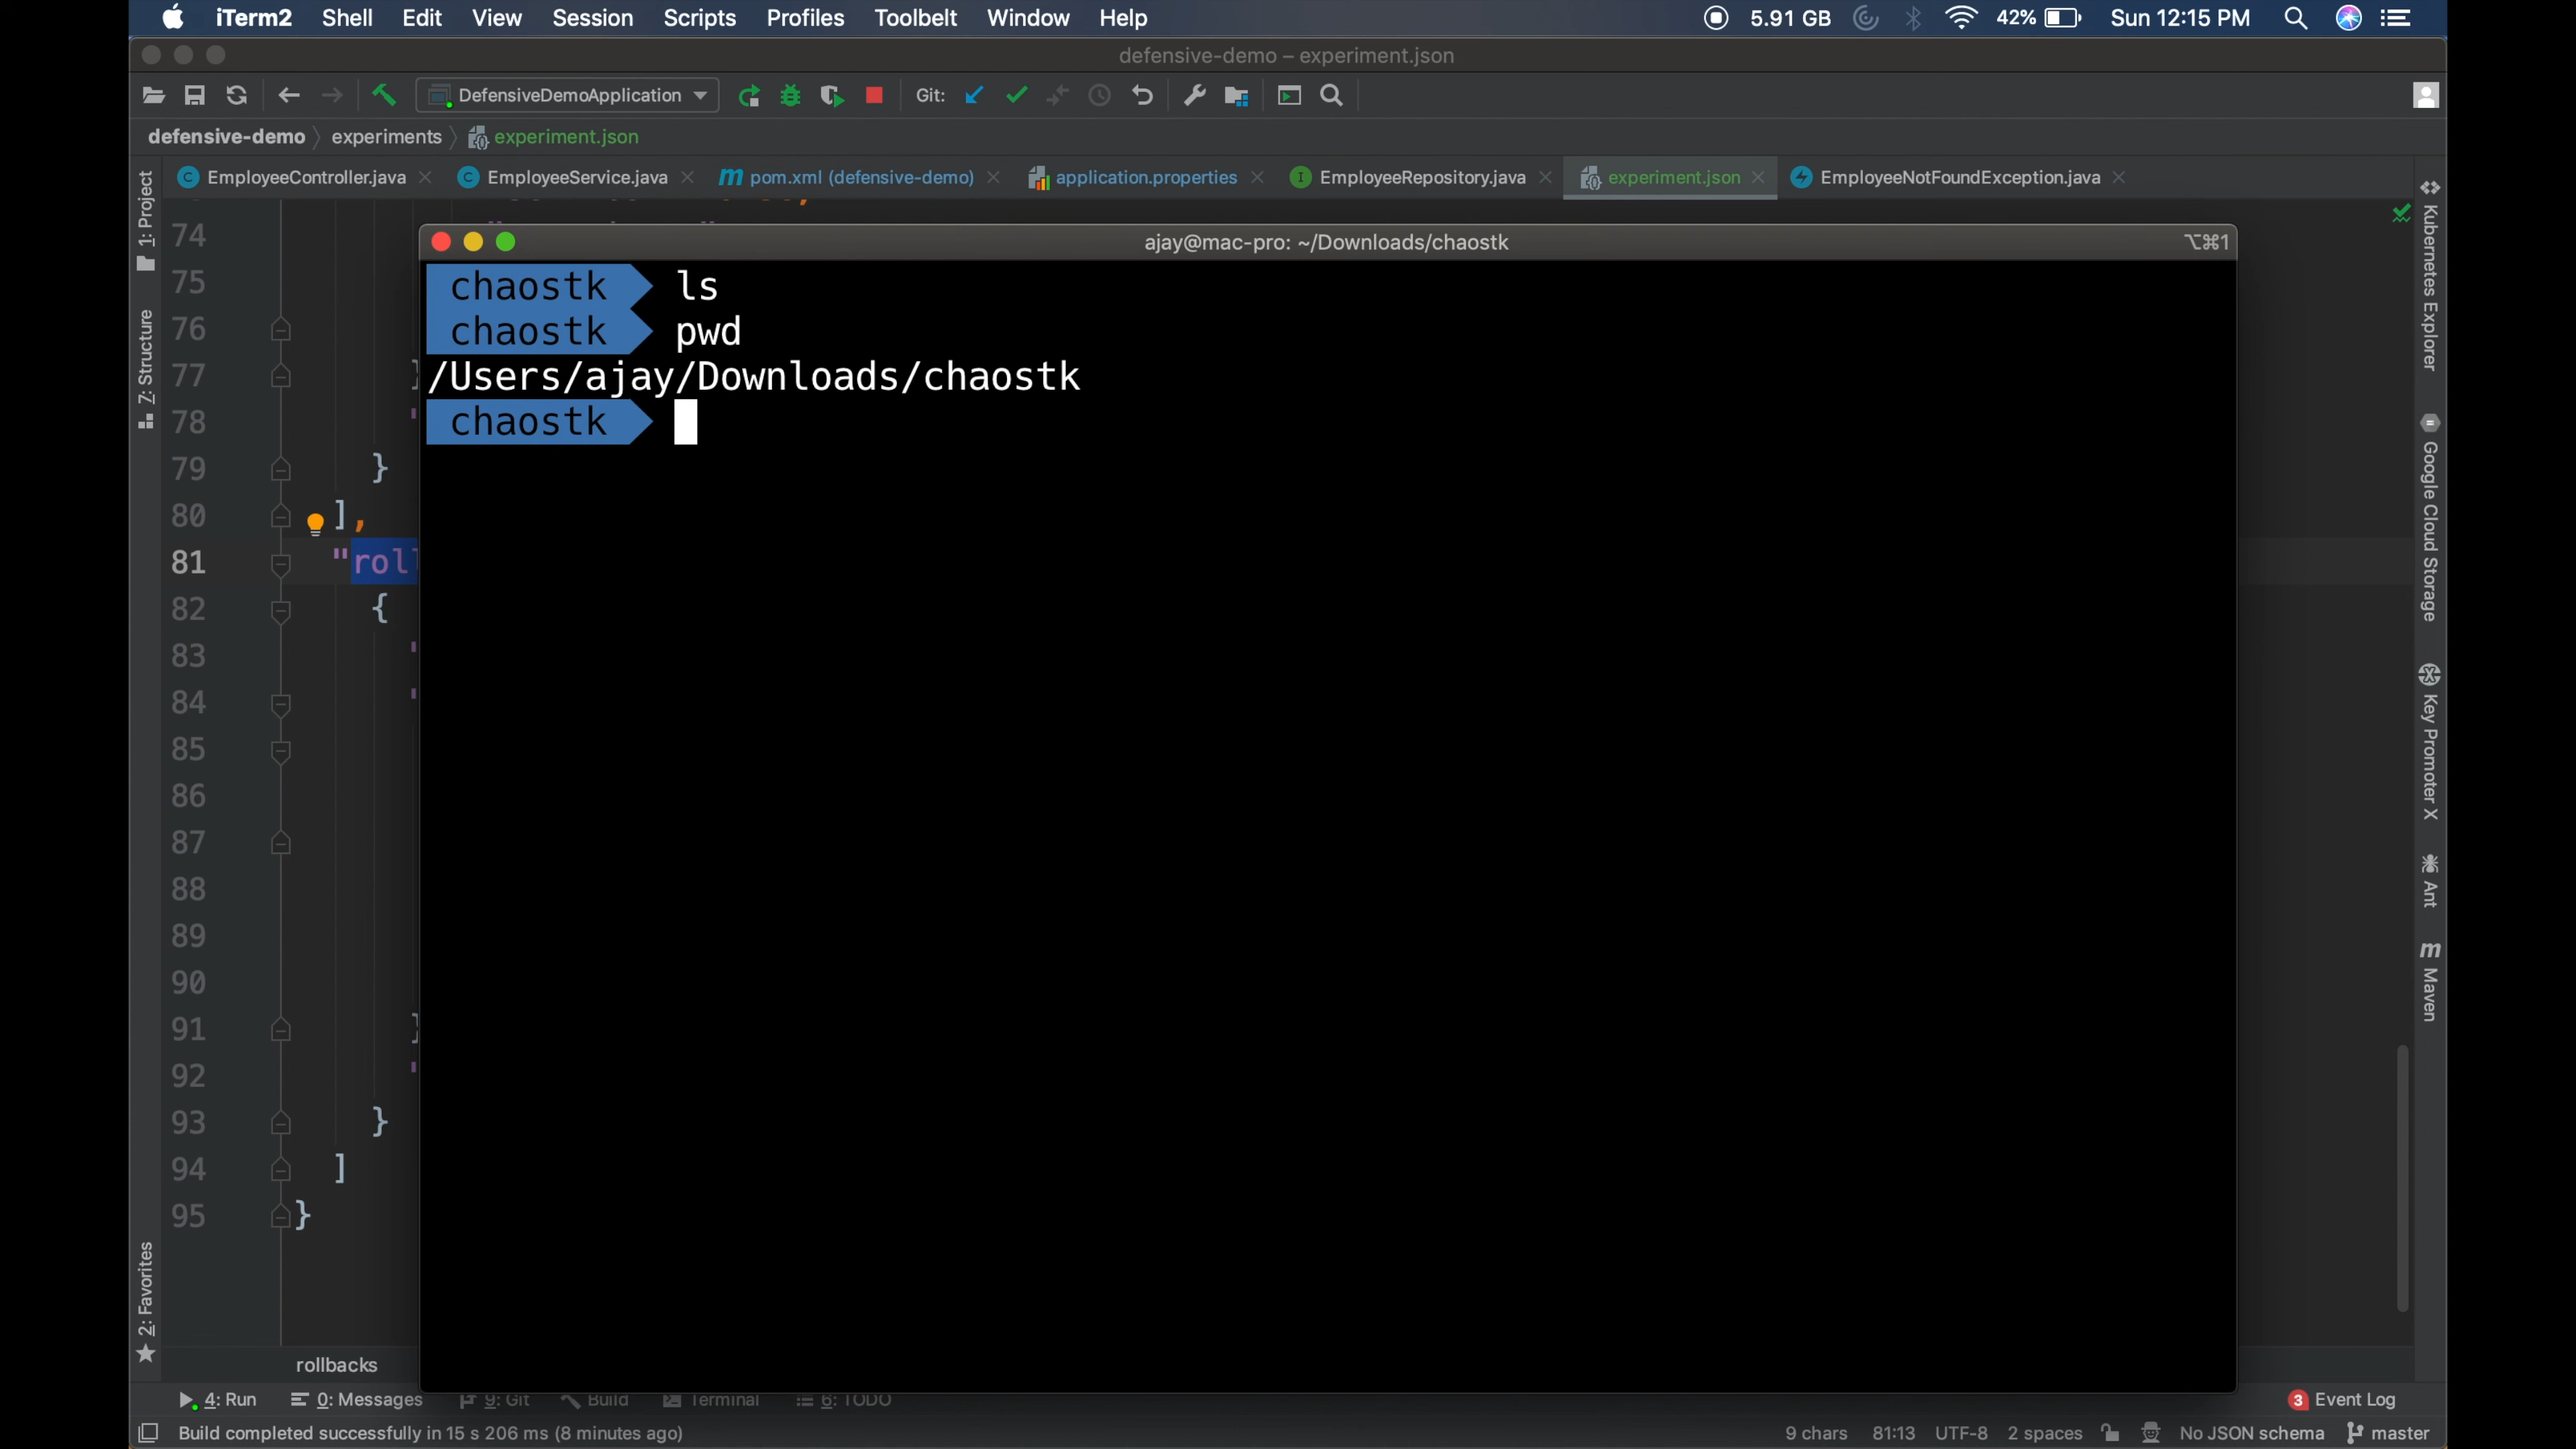 iTerm2 Shell Edit View Session Scripts Profiles Toolbelt Window Help 5.91 GB 42% Sun 12:15 PM
defensive-demo – experiment.json
DefensiveDemoApplication Git:
defensive-demo experiments experiment.json
EmployeeController.java EmployeeService.java pom.xml (defensive-demo) application.properties EmployeeRepository.java experiment.json EmployeeNotFoundException.java
1: Project
7: Structure
2: Favorites
ajay@mac-pro: ~/Downloads/chaostk ⌥⌘1
chaostk ls
chaostk pwd
/Users/ajay/Downloads/chaostk
chaostk
74
75
76
77
78 "
79 }
80 ],
81 "roll
82 {
83 "
84 "
85
86
87
88
89
90
91 }
92 "
93 }
94 ]
95 }
Kubernetes Explorer
Google Cloud Storage
Key Promoter X
Ant
Maven
rollbacks
4: Run 0: Messages 9: Git Build Terminal 6: TODO 3 Event Log
Build completed successfully in 15 s 206 ms (8 minutes ago) 9 chars 81:13 UTF-8 2 spaces No JSON schema master